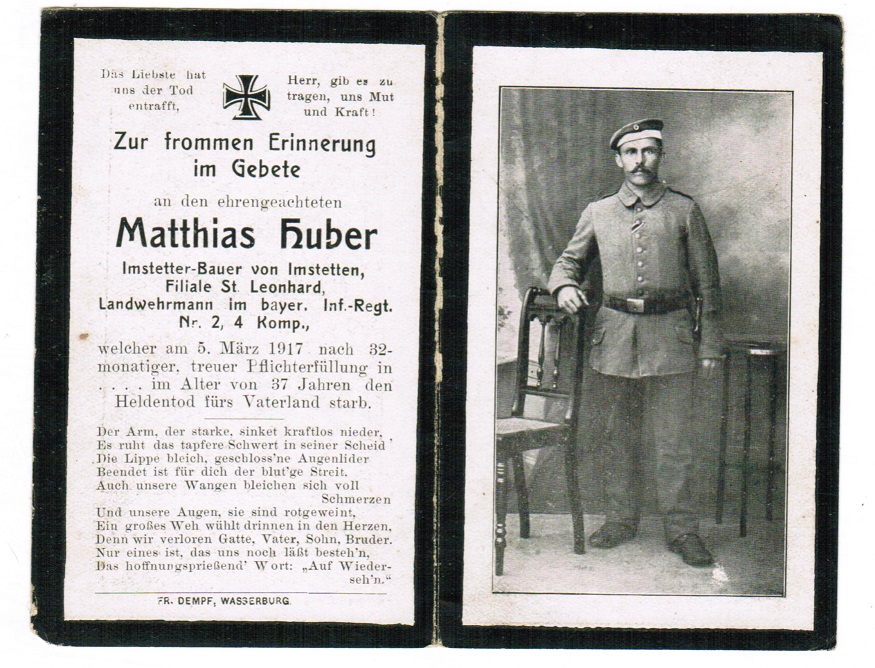 Das Liebste hat
uns der Tod
entrafft,
Herr, gib es zu
tragen, uns Mut
und Kraft!
Zur frommen Erinnerung
im Gebete
an den ehrengeachteten
Matthias Huber
Imstetter-Bauer von Imstetten,
Filiale St. Leonhard,
Landwehrmann im bayer. Inf.-Regt.
Nr. 2, 4 Komp.,
welcher am 5. März 1917 nach 32-
monatiger, treuer Pflichterfüllung in
. . . . im Alter von 37 Jahren den
Heldentod fürs Vaterland starb.
Der Arm, der starke, sinket kraftlos nieder,
Es ruht das tapfere Schwert in seiner Scheid'
Die Lippe bleich, geschloss'ne Augenlider
Beendet ist für dich der blut'ge Streit.
Auch unsere Wangen bleichen sich voll
Schmerzen
Und unsere Augen, sie sind rotgeweint,
Ein großes Weh wühlt drinnen in den Herzen,
Denn wir verloren Gatte, Vater, Sohn, Bruder.
Nur eines ist, das uns noch läßt besteh'n,
Das hoffnungsprießend' Wort: „Auf Wieder-
seh'n."
FR. DEMPF, WASSERBURG.